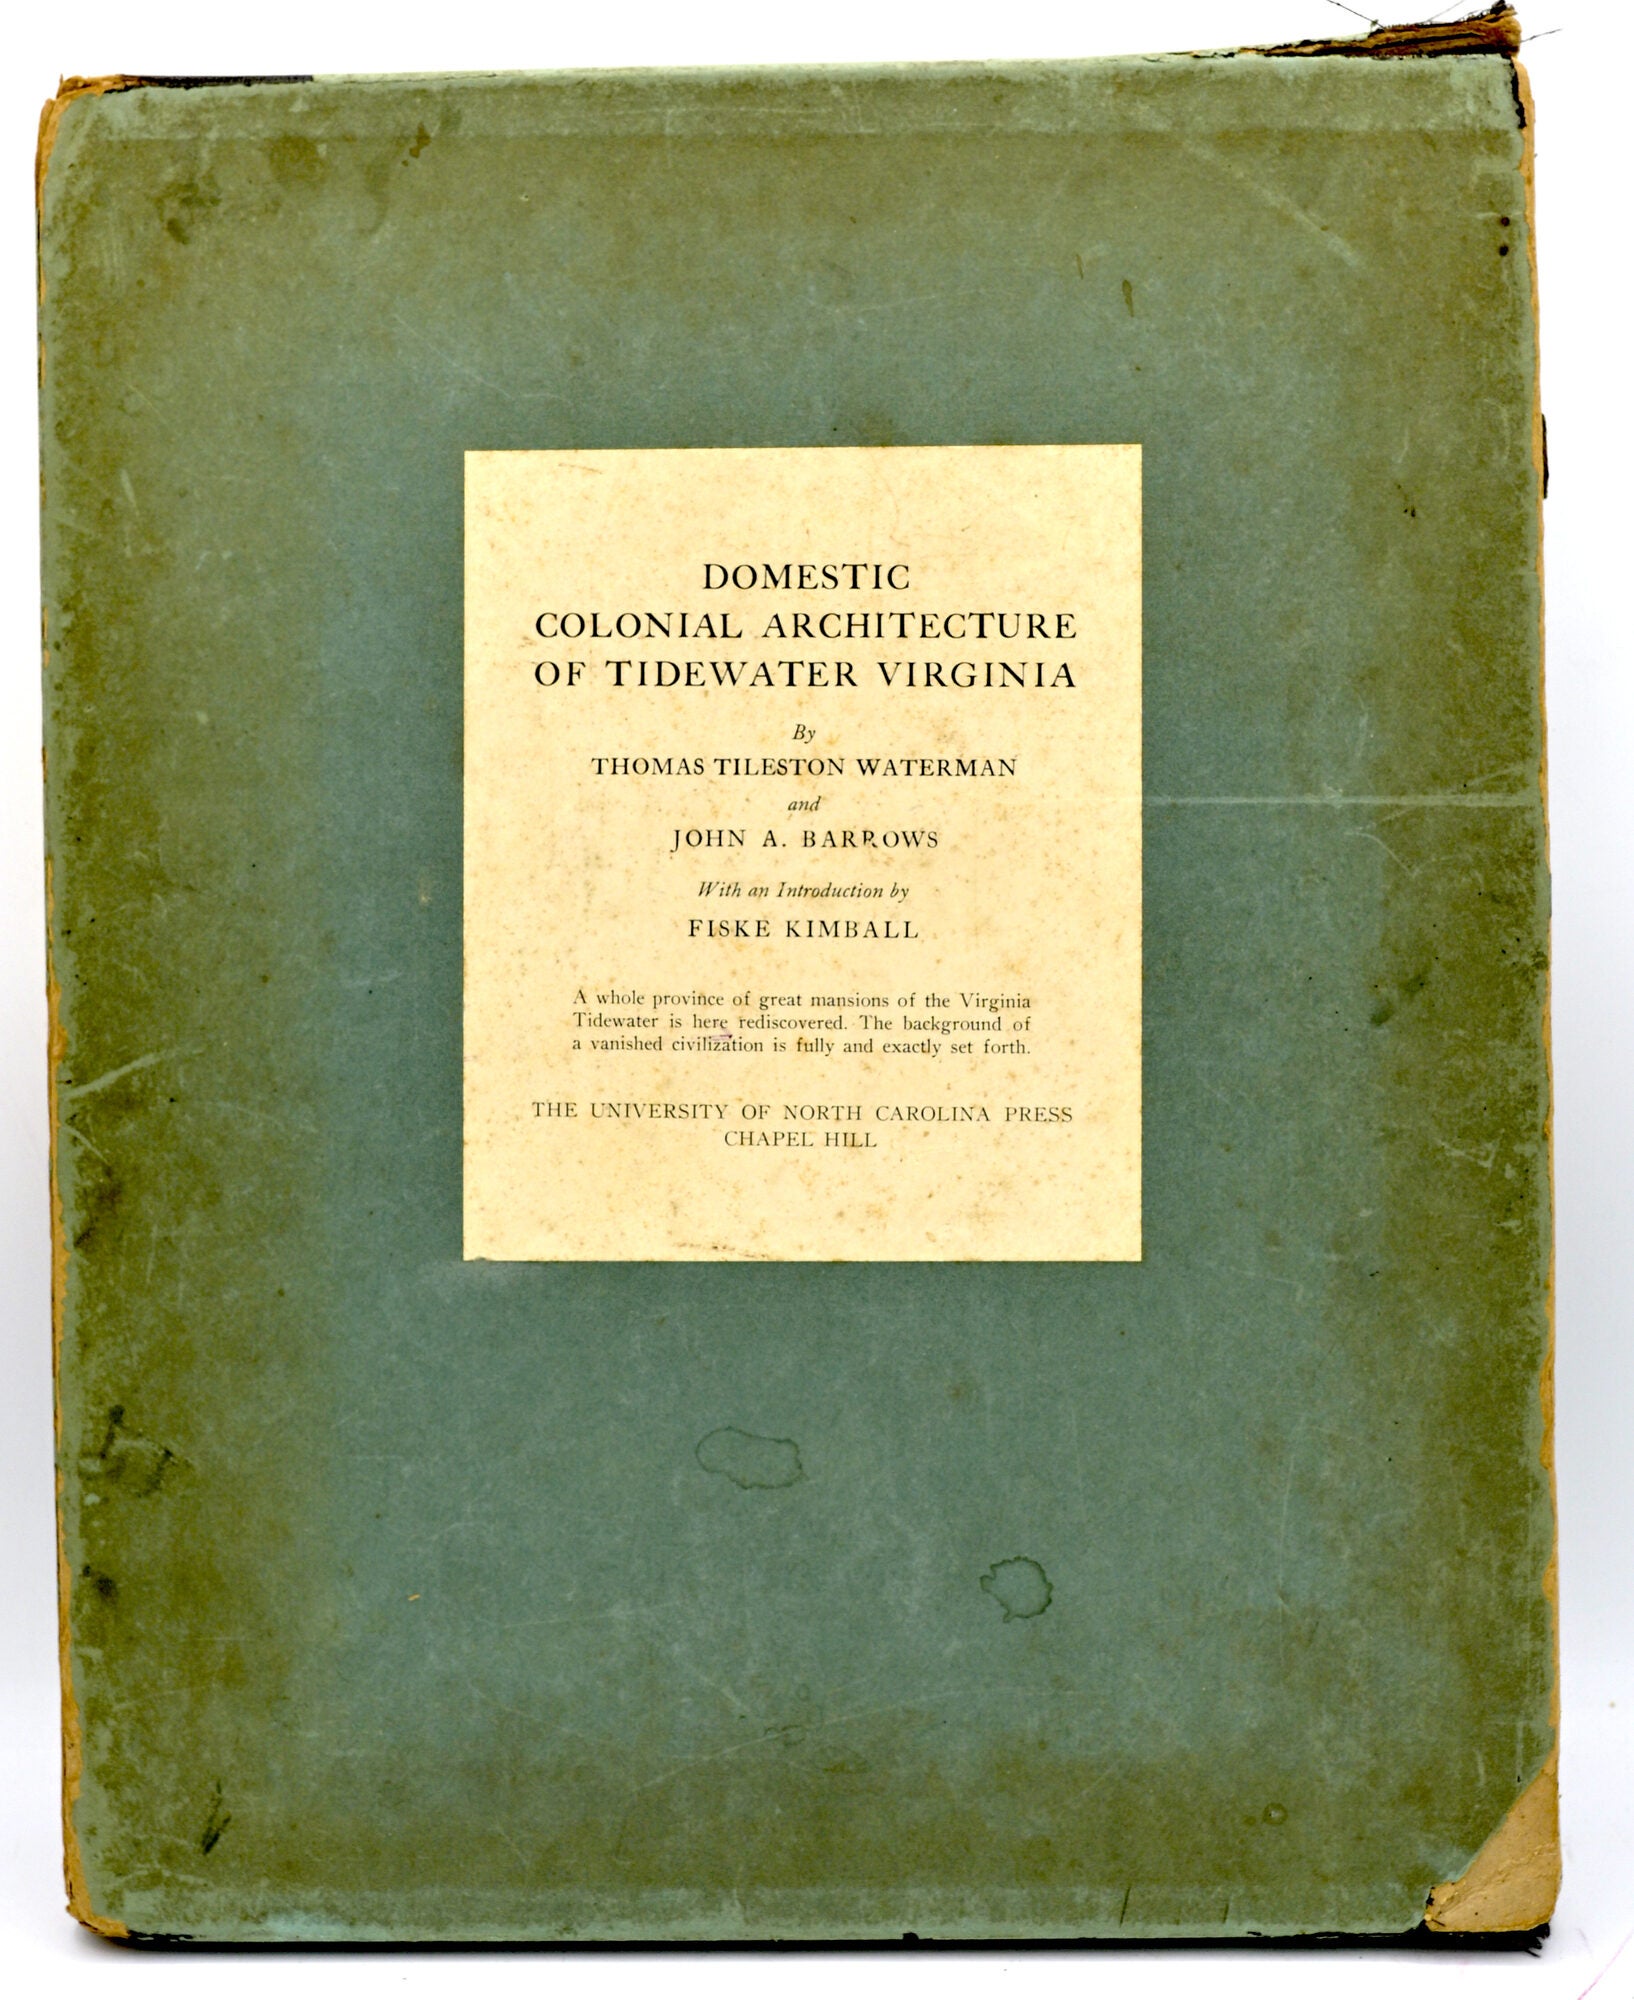 DOMESTIC
COLONIAL ARCHITECTURE
OF TIDEWATER VIRGINIA
By
THOMAS TILESTON WATERMAN
and
JOHN A. BARROWS
With an Introduction by
FISKE KIMBALL
A whole province of great mansions of the Virginia
Tidewater is here rediscovered. The background of
a vanished civilization is fully and exactly set forth.
THE UNIVERSITY OF NORTH CAROLINA PRESS
CHAPEL HILL